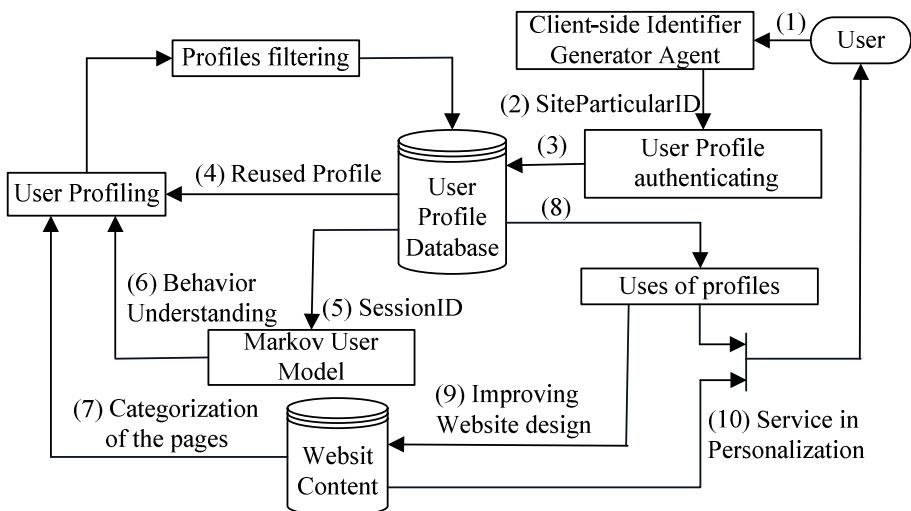 Client-side Identifier
Generator Agent
(1)
User
Profiles filtering
(2) SiteParticularID
(3)
User Profile
authenticating
(4) Reused Profile
User Profiling
User
Profile
Database
(8)
Uses of profiles
(6) Behavior
Understanding
(5) SessionID
Markov User
Model
(7) Categorization
of the pages
(9) Improving
Website design
(10) Service in
Personalization
Websit
Content